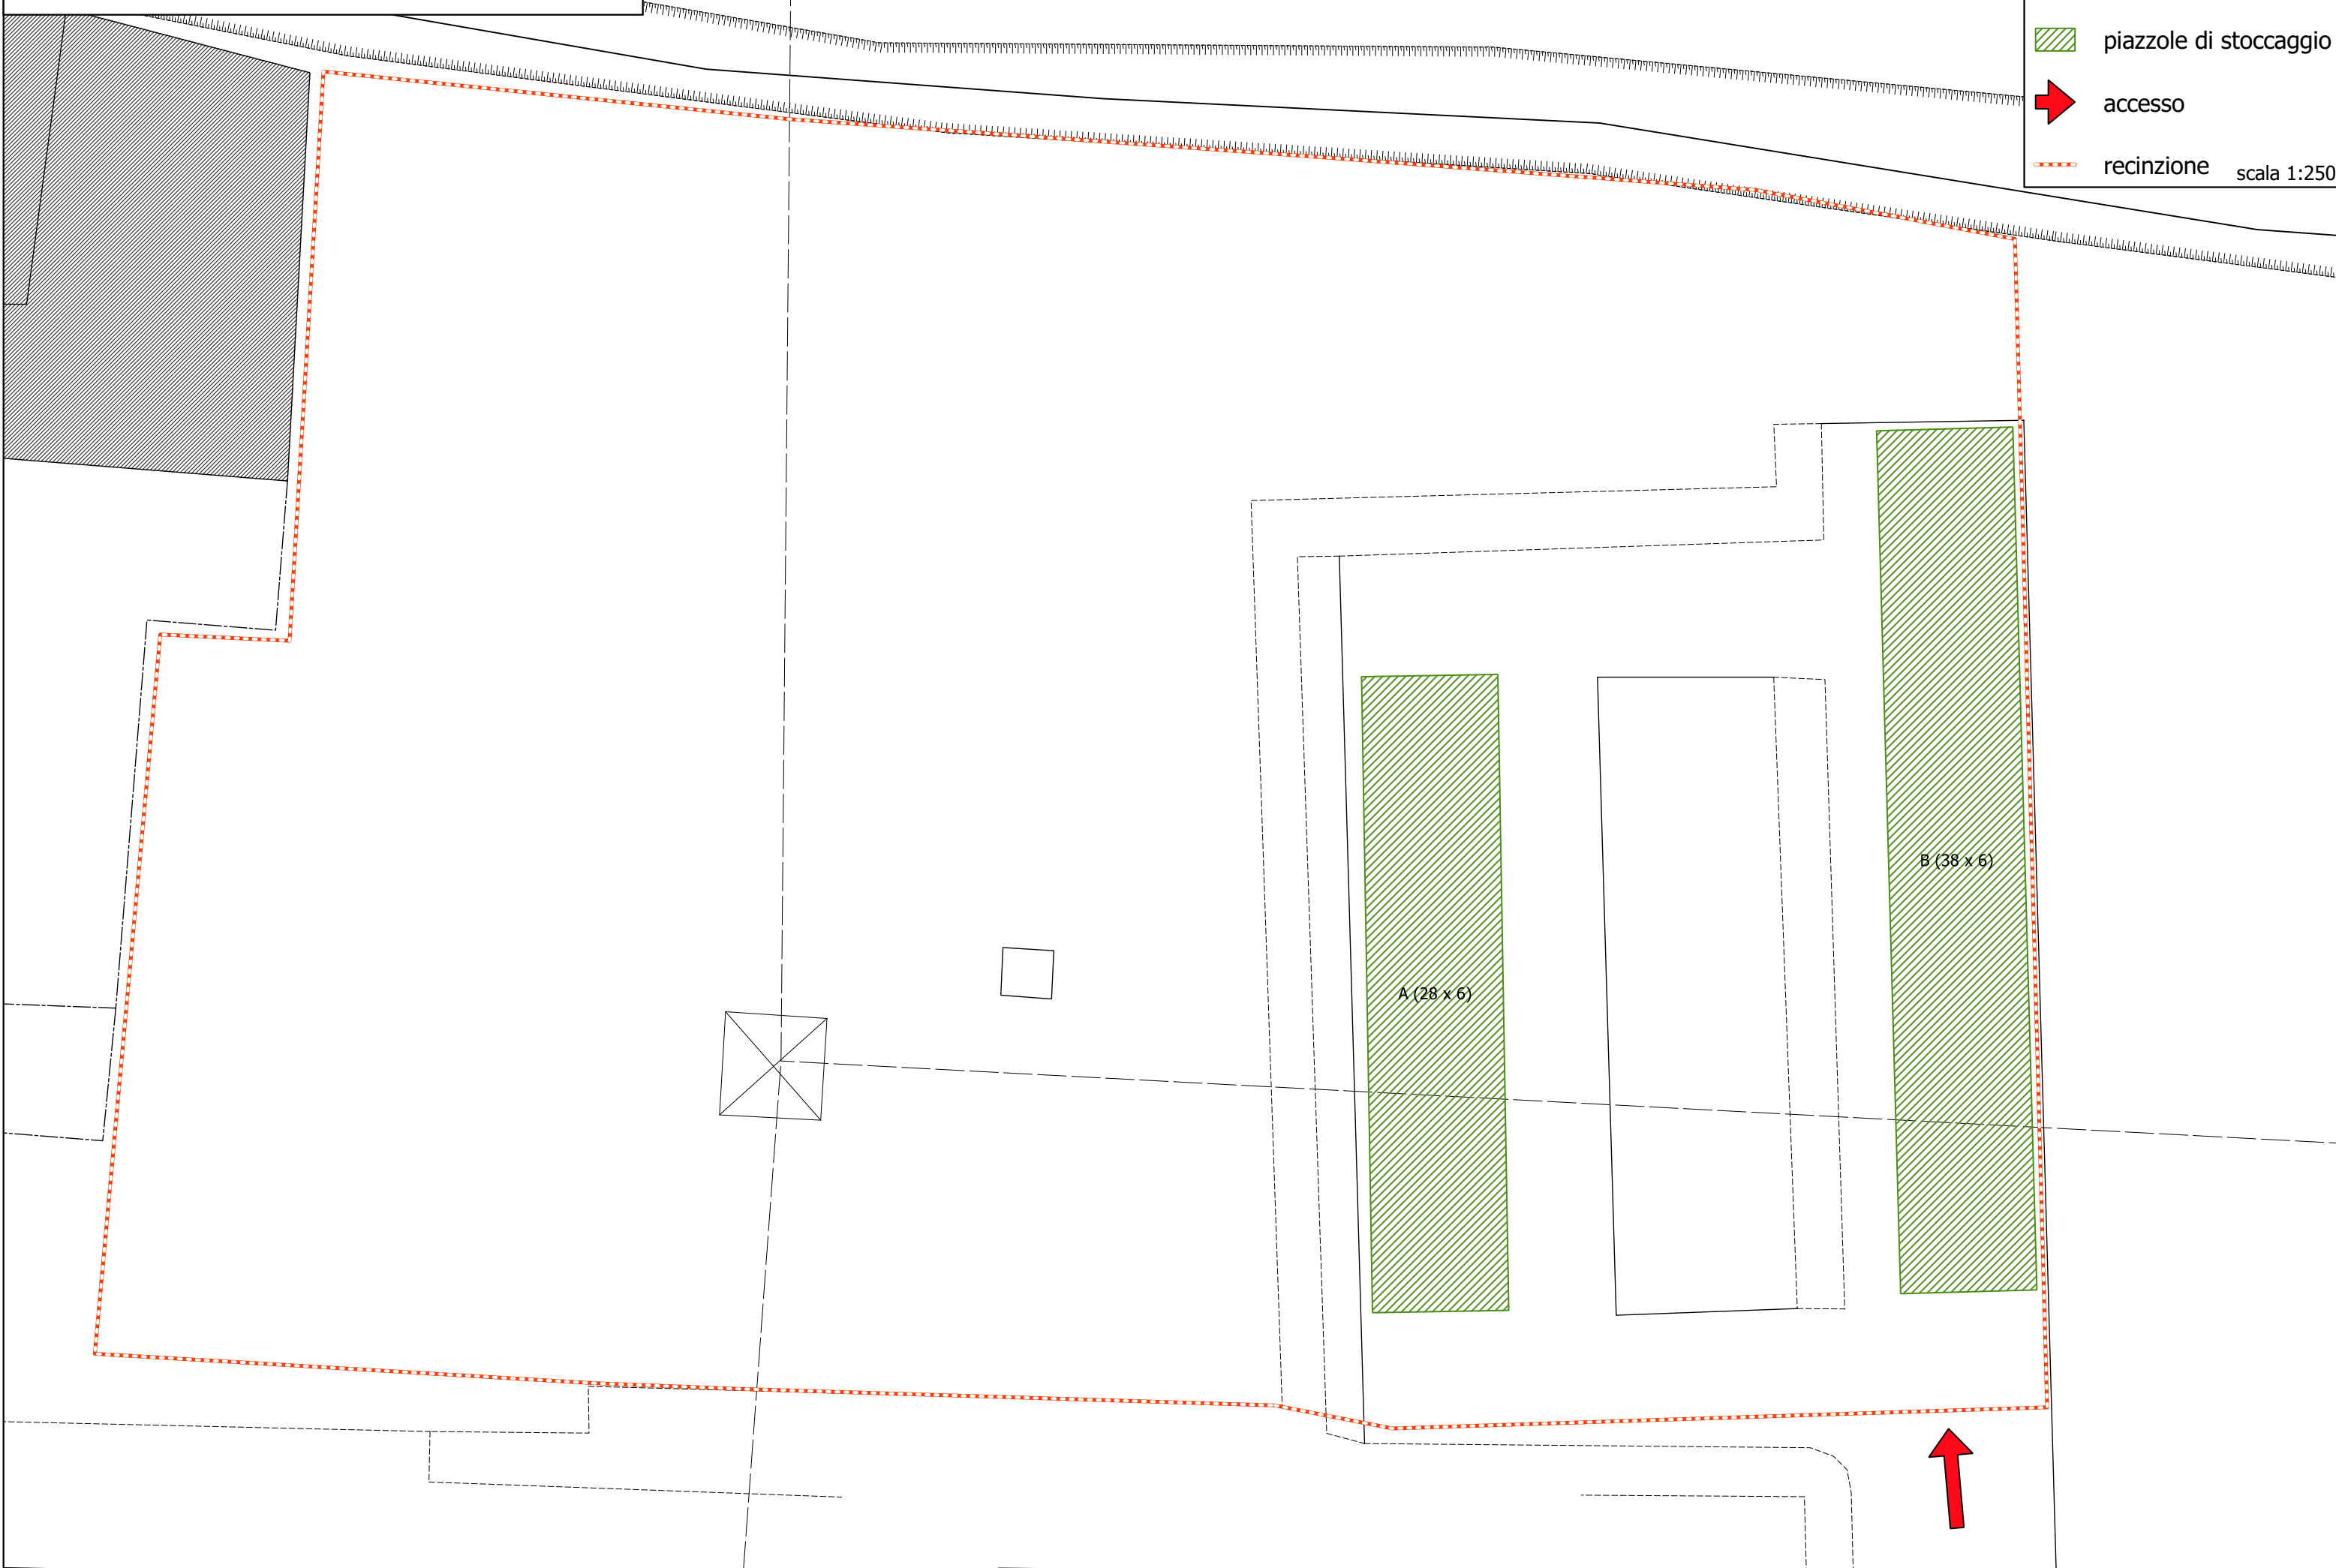 piazzole di stoccaggio
accesso
recinzione scala 1:250
B (38 x 6)
A (28 x 6)